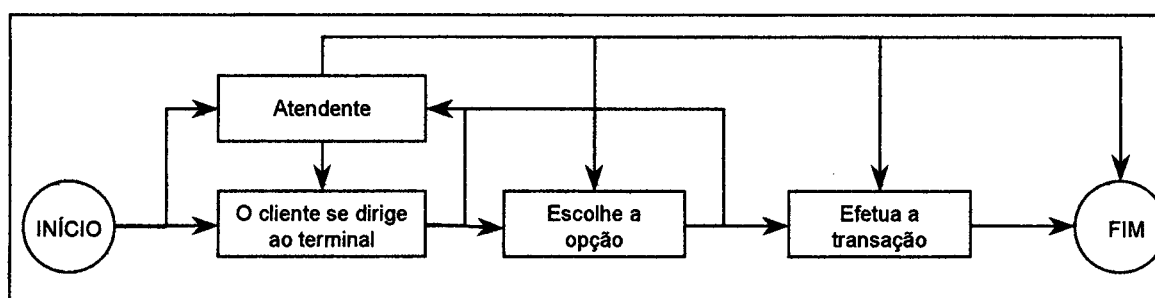 Atendente
INÍCIO
O cliente se dirige
ao terminal
Escolhe a
opção
Efetua a
transação
FIM